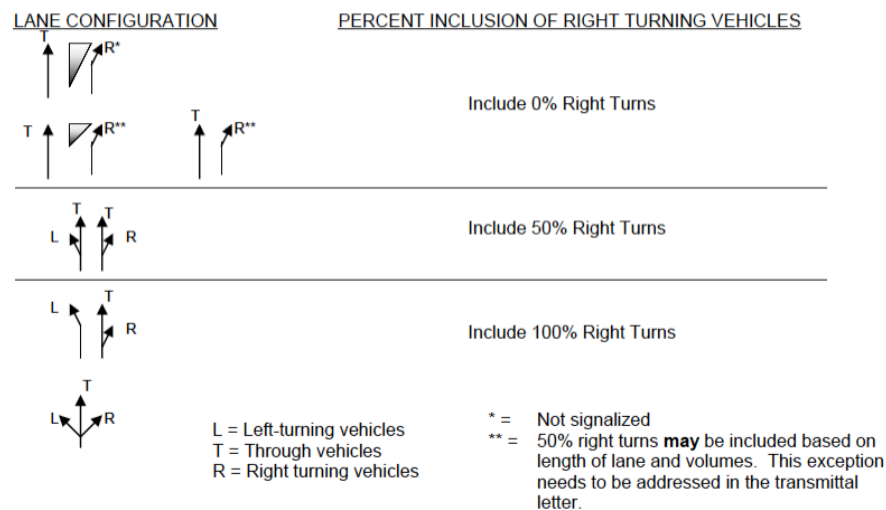 LANE CONFIGURATION PERCENT INCLUSION OF RIGHT TURNING VEHICLES
T
R*
Include 0% Right Turns
T
T R** R**
T T
L R
Include 50% Right Turns
L T
R
Include 100% Right Turns
T
L R
L = Left-turning vehicles
T = Through vehicles
R = Right turning vehicles
* = Not signalized
** = 50% right turns may be included based on
length of lane and volumes. This exception
needs to be addressed in the transmittal
letter.